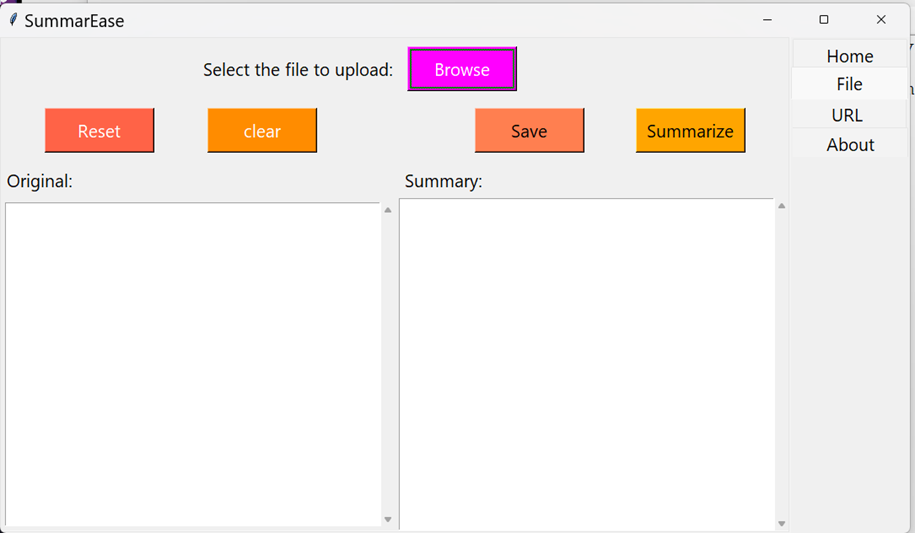 SummarEase
Select the file to upload: Browse
Reset clear Save Summarize
Original: Summary:
Home
File
URL
About